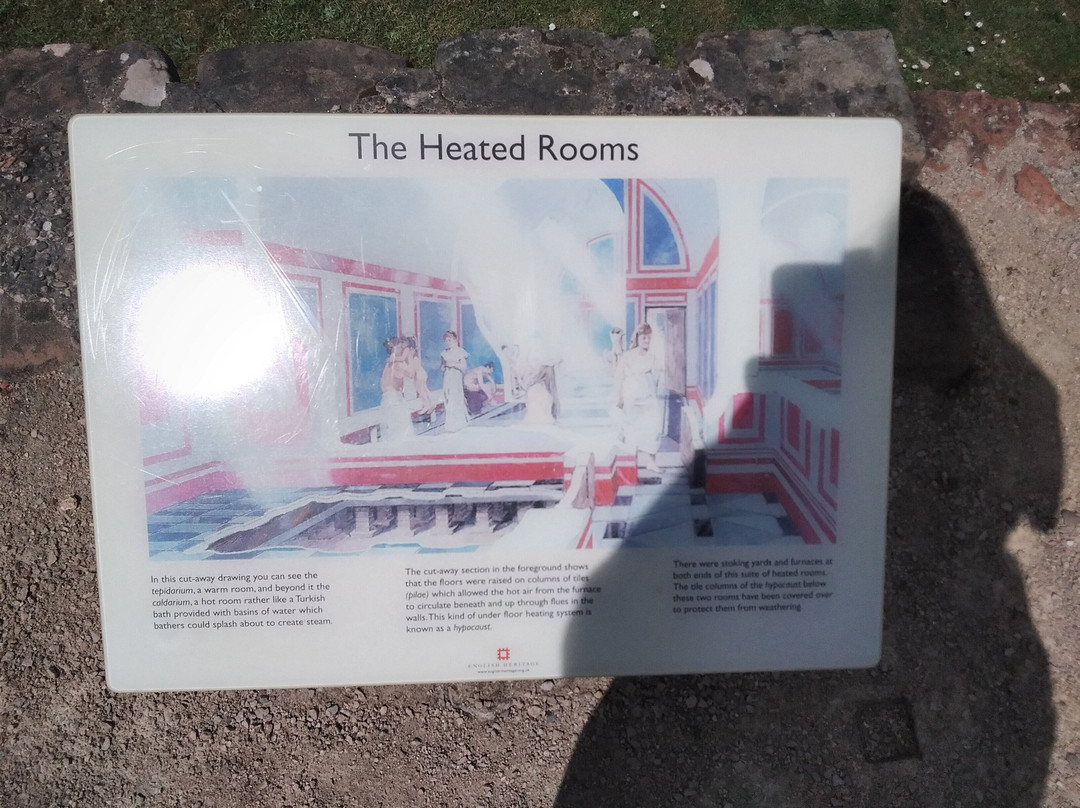 The Heated Rooms
In this cut-away drawing you can see the
tepidarium, a warm room, and beyond it the
caldarium, a hot room rather like a Turkish
bath provided with basins of water which
bathers could splash about to create steam.
The cut-away section in the foreground shows
that the floors were raised on columns of tiles
(pilae) which allowed the hot air from the furnace
to circulate beneath and up through flues in the
walls. This kind of under floor heating system is
known as a hypocaust.
There were stoking yards and furnaces at
both ends of this suite of heated rooms.
The tile columns of the hypocaust below
these two rooms have been covered over
to protect them from weathering.
ENGLISH HERITAGE
www.english-heritage.org.uk